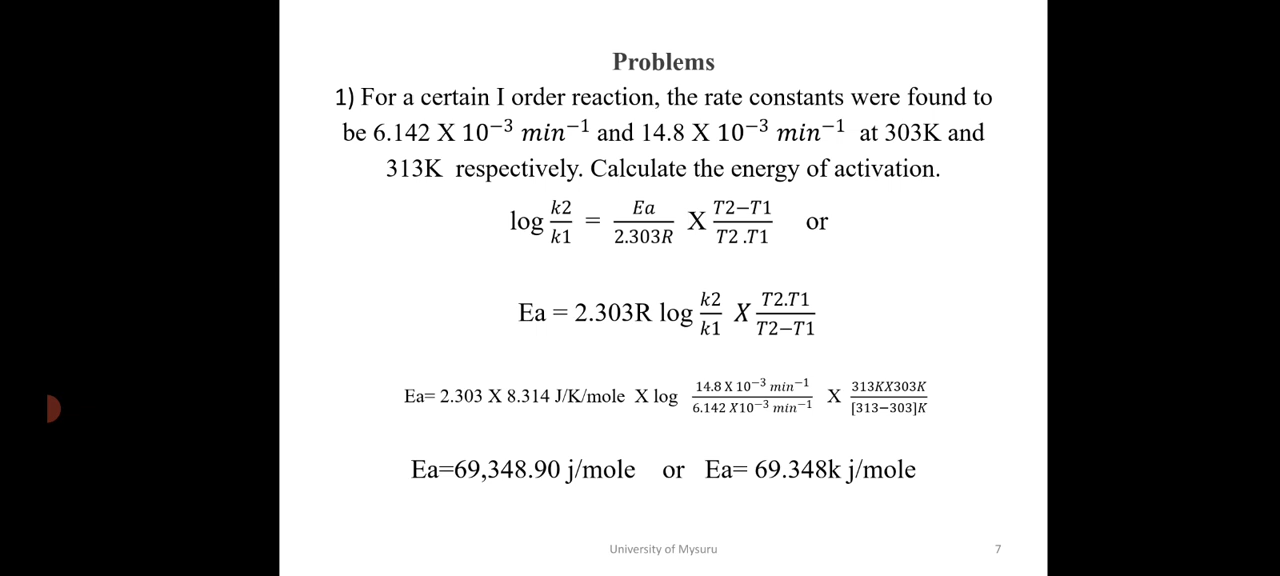 Problems
1) For a certain I order reaction, the rate constants were found to
be 6.142 X 10⁻³ min⁻¹ and 14.8 X 10⁻³ min⁻¹ at 303K and
313K respectively. Calculate the energy of activation.
log k2/k1 = Ea/2.303R X T2−T1/T2 .T1 or
Ea = 2.303R log k2/k1 X T2.T1/T2−T1
Ea= 2.303 X 8.314 J/K/mole X log 14.8 X 10⁻³ min⁻¹/6.142 X10⁻³ min⁻¹ X 313KX303K/[313−303]K
Ea=69,348.90 j/mole or Ea= 69.348k j/mole
University of Mysuru 7